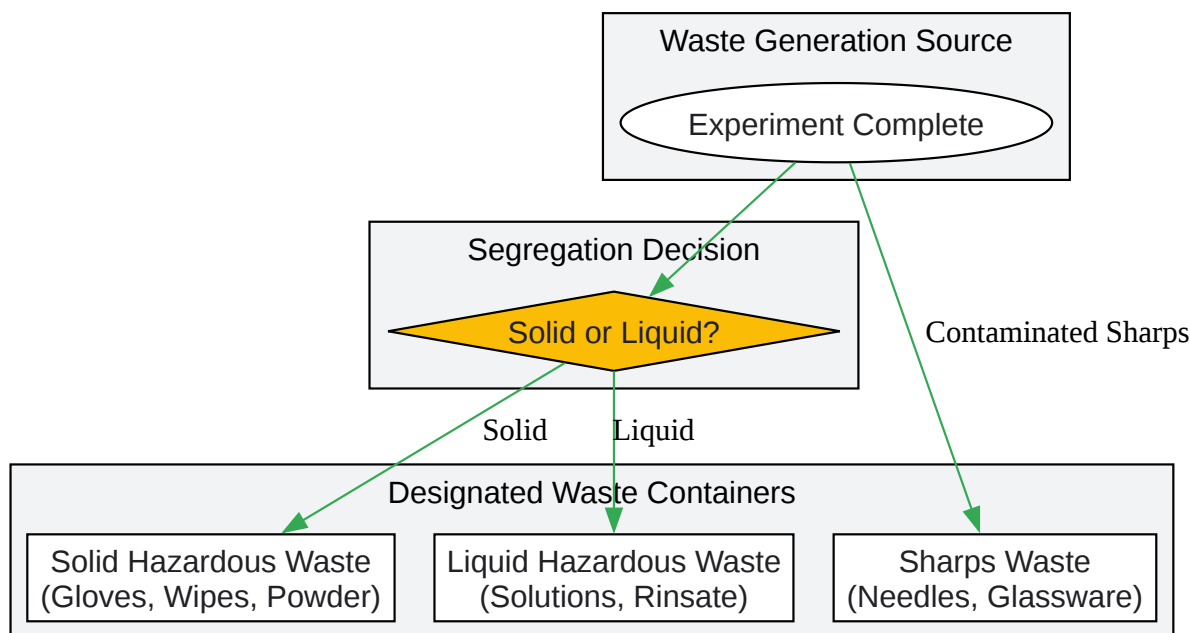 Waste Generation Source
Experiment Complete
Segregation Decision
Solid or Liquid?
Contaminated Sharps
Solid
Liquid
Designated Waste Containers
Solid Hazardous Waste
(Gloves, Wipes, Powder)
Liquid Hazardous Waste
(Solutions, Rinsate)
Sharps Waste
(Needles, Glassware)